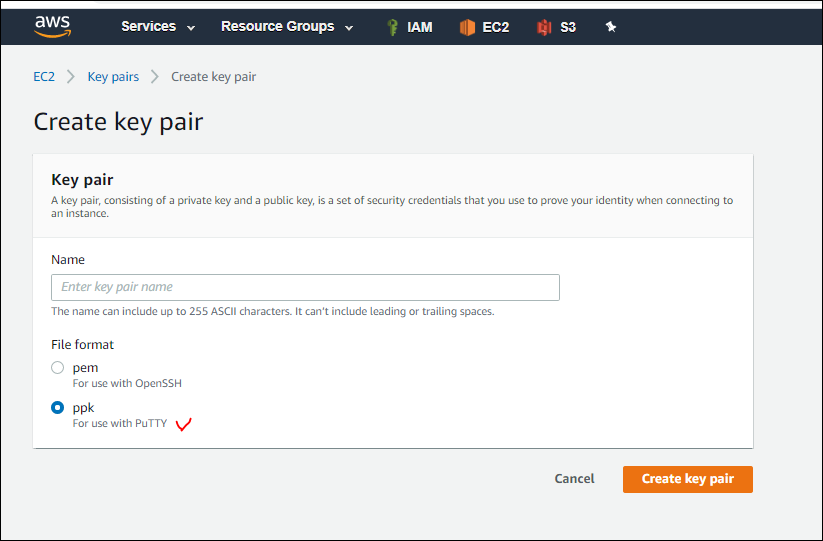 aws Services Resource Groups IAM EC2 S3
EC2 Key pairs Create key pair
Create key pair
Key pair
A key pair, consisting of a private key and a public key, is a set of security credentials that you use to prove your identity when connecting to
an instance.
Name
Enter key pair name
The name can include up to 255 ASCII characters. It can't include leading or trailing spaces.
File format
pem
For use with OpenSSH
ppk
For use with PuTTY
Cancel Create key pair